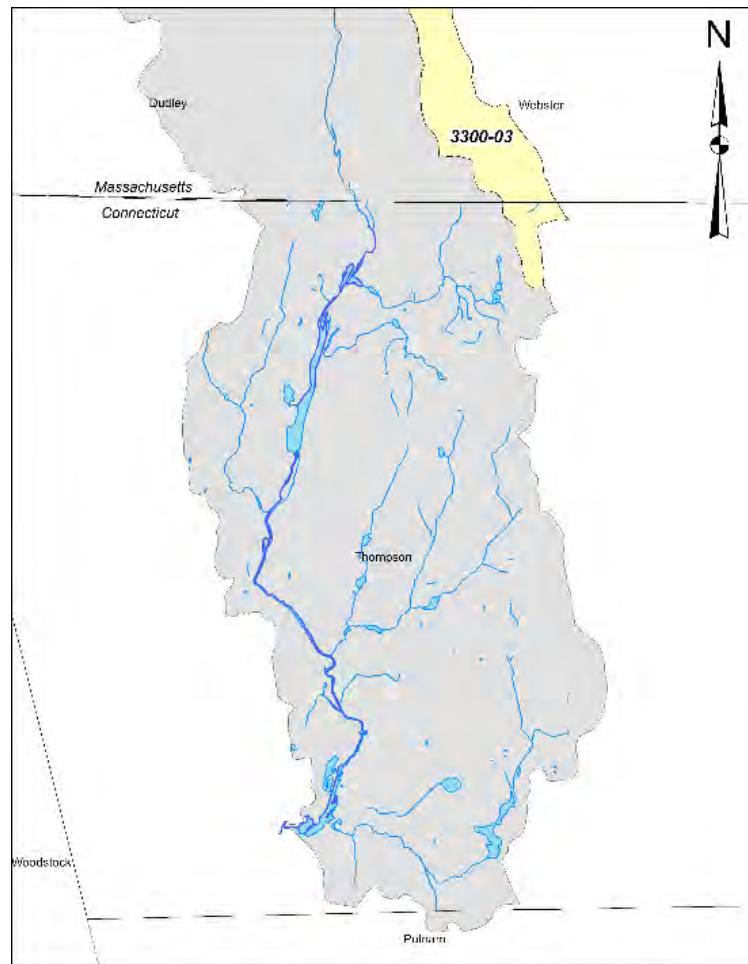 N
Dudley
Webster
3300-03
Massachusetts
Connecticut
Thompson
Woodstock
Putnam